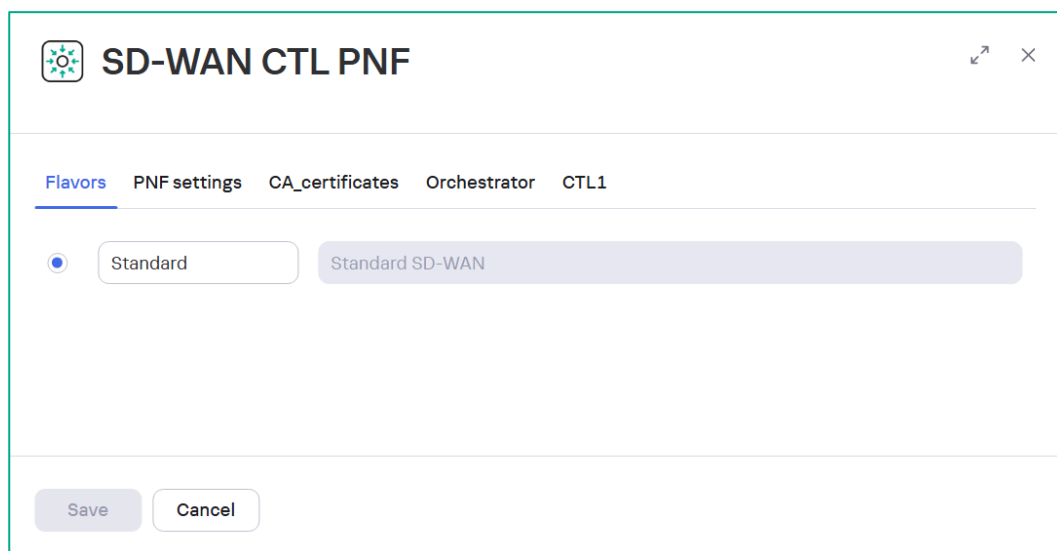 SD-WAN CTL PNF
Flavors PNF settings CA_certificates Orchestrator CTL1
Standard Standard SD-WAN
Save Cancel